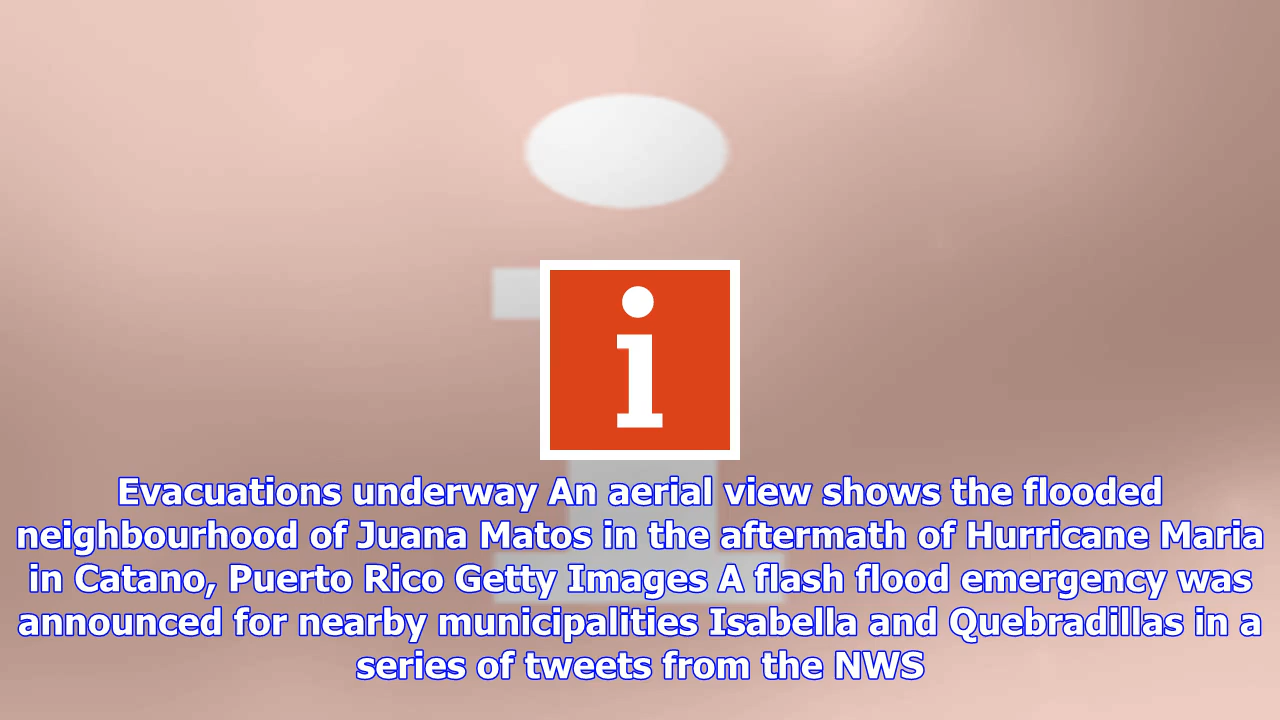 i
Evacuations underway An aerial view shows the flooded
neighbourhood of Juana Matos in the aftermath of Hurricane Maria
in Catano, Puerto Rico Getty Images A flash flood emergency was
announced for nearby municipalities Isabella and Quebradillas in a
series of tweets from the NWS